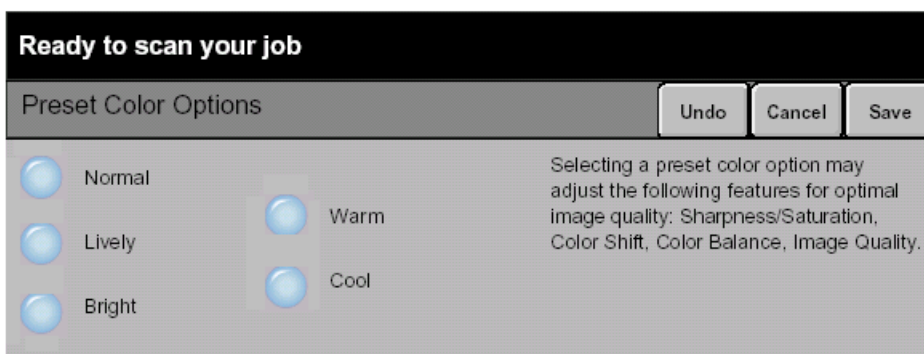 Ready to scan your job
Preset Color Options
Undo
Cancel
Save
Normal
Lively
Bright
Warm
Cool
Selecting a preset color option may
adjust the following features for optimal
image quality: Sharpness/Saturation,
Color Shift, Color Balance, Image Quality.